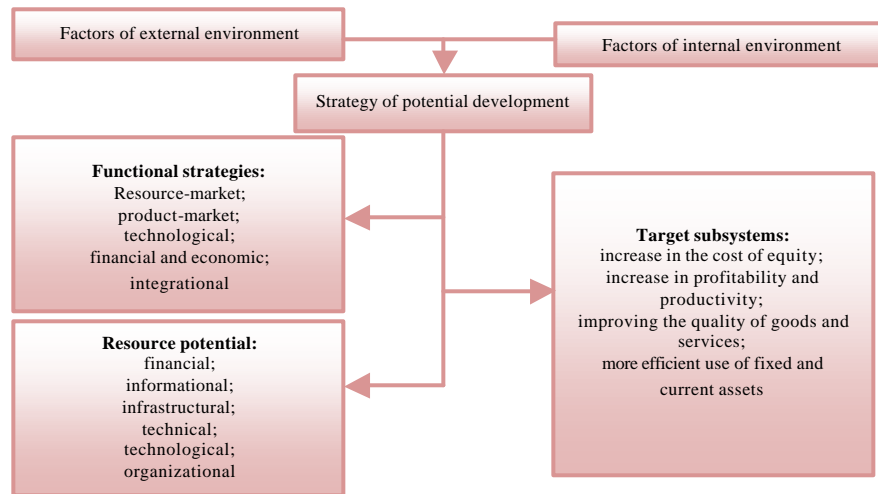 Factors of external environment
Factors of internal environment
Strategy of potential development
Functional strategies:
Resource-market;
product-market;
technological;
financial and economic;
integrational
Target subsystems:
increase in the cost of equity;
increase in profitability and
productivity;
improving the quality of goods and
services;
more efficient use of fixed and
current assets
Resource potential:
financial;
informational;
infrastructural;
technical;
technological;
organizational